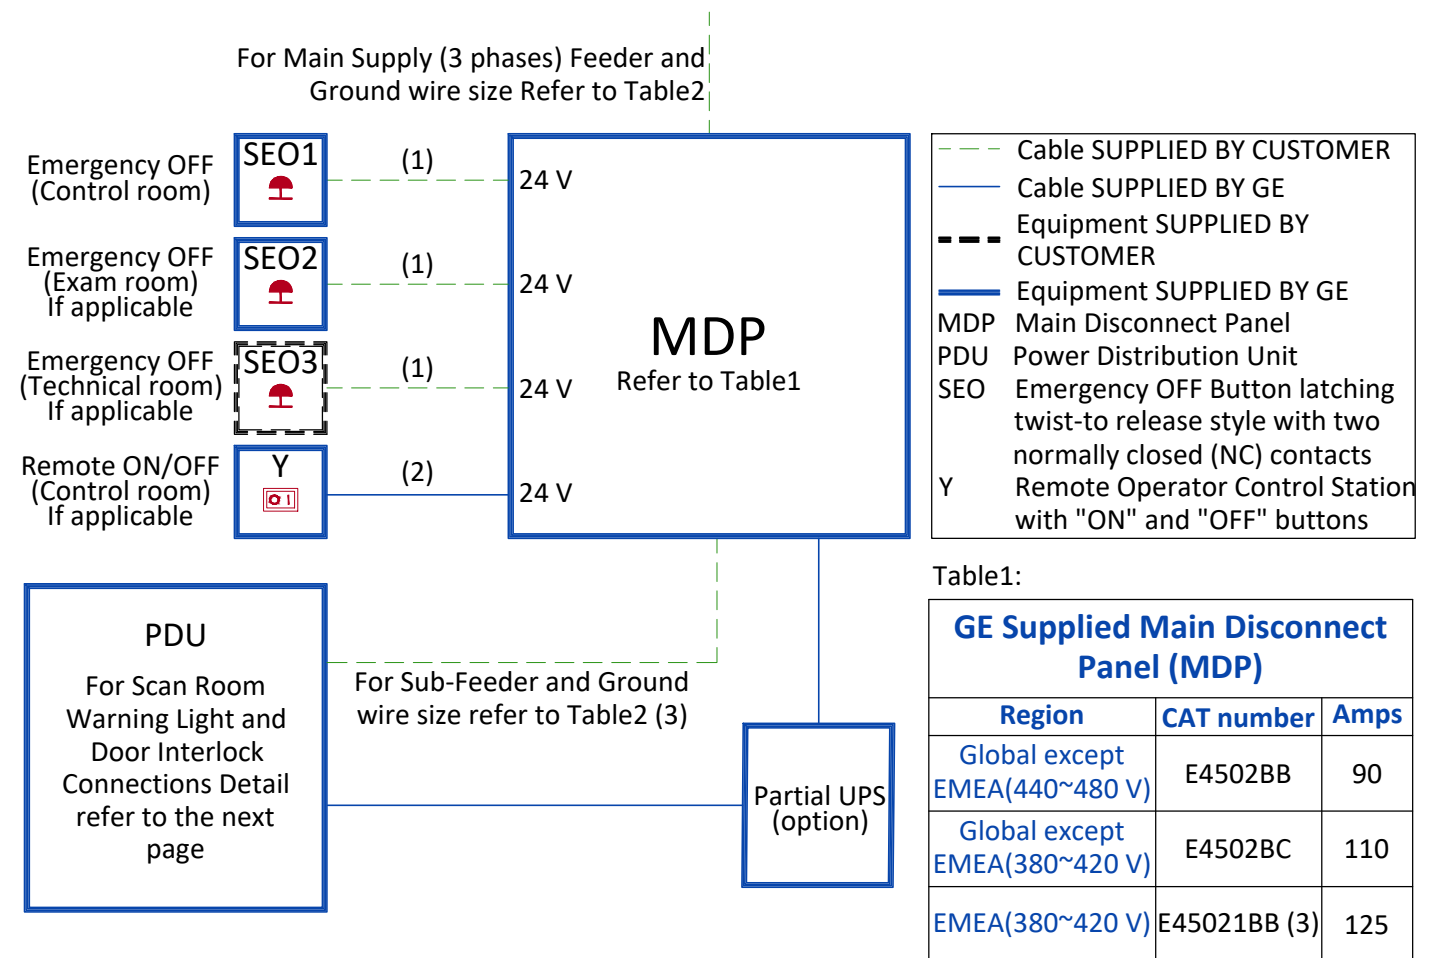 For Main Supply (3 phases) Feeder and
Ground wire size Refer to Table2
Emergency OFF
(Control room)
SEO1
(1)
24 V
Emergency OFF
(Exam room)
If applicable
SEO2
(1)
24 V
Emergency OFF
(Technical room)
If applicable
SEO3
(1)
24 V
Remote ON/OFF
(Control room)
If applicable
Y
(2)
24 V
MDP
Refer to Table1
PDU
For Scan Room
Warning Light and
Door Interlock
Connections Detail
refer to the next
page
For Sub-Feeder and Ground
wire size refer to Table2 (3)
Partial UPS
(option)
Cable SUPPLIED BY CUSTOMER
Cable SUPPLIED BY GE
Equipment SUPPLIED BY
CUSTOMER
Equipment SUPPLIED BY GE
MDP Main Disconnect Panel
PDU Power Distribution Unit
SEO Emergency OFF Button latching
twist-to release style with two
normally closed (NC) contacts
Y Remote Operator Control Station
with "ON" and "OFF" buttons
Table1:
GE Supplied Main Disconnect
Panel (MDP)
Region CAT number Amps
Global except
EMEA(440~480 V) E4502BB 90
Global except
EMEA(380~420 V) E4502BC 110
EMEA(380~420 V) E45021BB (3) 125